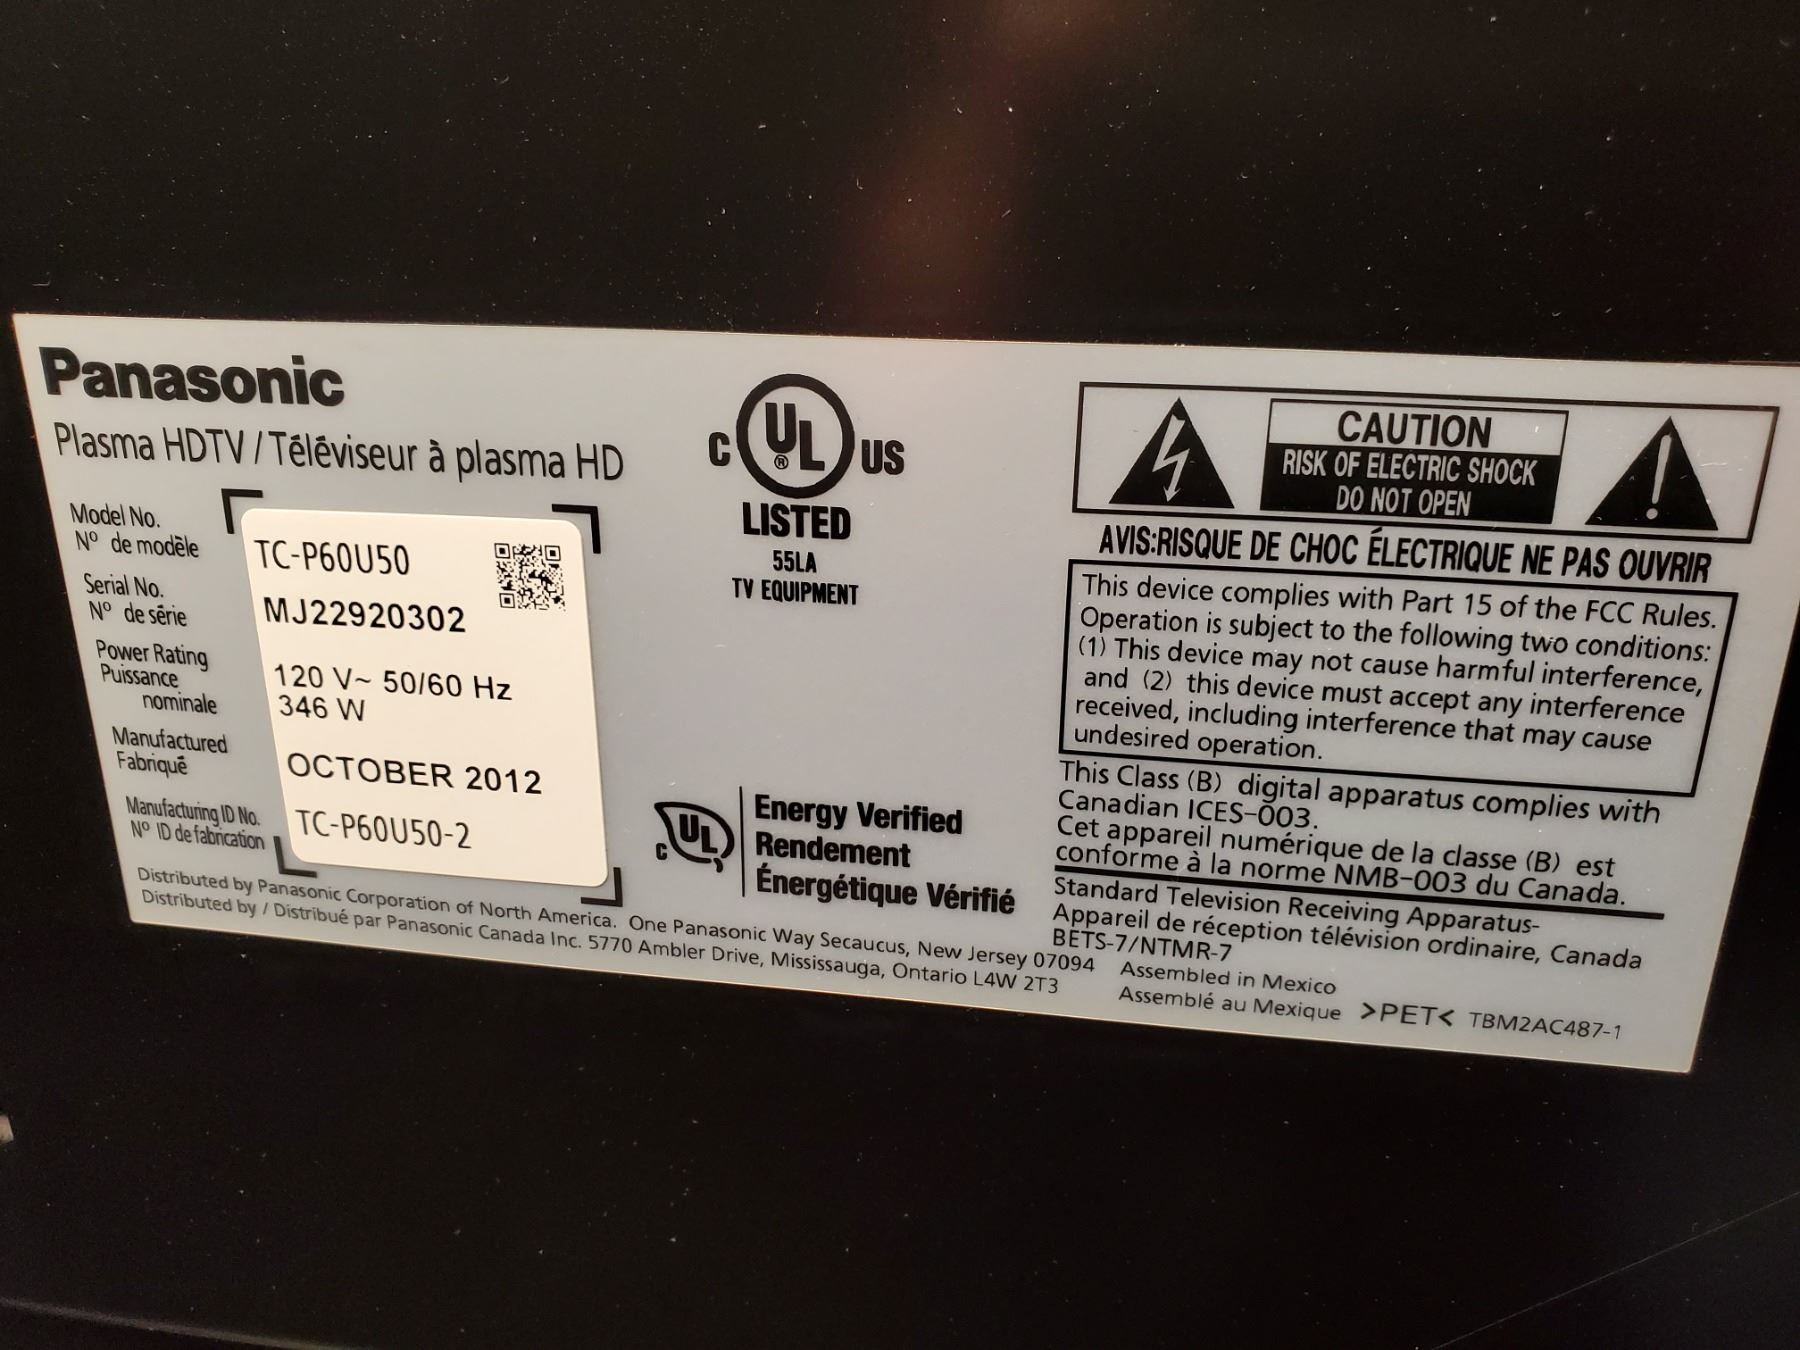 Panasonic
Plasma HDTV / Téléviseur à plasma HD
Model No.
Nº de modèle
TC-P60U50
Serial No.
Nº de série
MJ22920302
Power Rating
Puissance
nominale
120 V~ 50/60 Hz
346 W
Manufactured
Fabriqué
OCTOBER 2012
Manufacturing ID No.
Nº ID de fabrication
TC-P60U50-2
C UL ® US
LISTED
55LA
TV EQUIPMENT
C UL
Energy Verified
Rendement
Énergétique Vérifié
CAUTION
RISK OF ELECTRIC SHOCK
DO NOT OPEN
AVIS:RISQUE DE CHOC ÉLECTRIQUE NE PAS OUVRIR
This device complies with Part 15 of the FCC Rules.
Operation is subject to the following two conditions:
(1) This device may not cause harmful interference,
and (2) this device must accept any interference
received, including interference that may cause
undesired operation.
This Class (B) digital apparatus complies with
Canadian ICES-003.
Cet appareil numérique de la classe (B) est
conforme à la norme NMB-003 du Canada.
Standard Television Receiving Apparatus-
Appareil de réception télévision ordinaire, Canada
BETS-7/NTMR-7
Distributed by Panasonic Corporation of North America. One Panasonic Way Secaucus, New Jersey 07094
Distributed by / Distribué par Panasonic Canada Inc. 5770 Ambler Drive, Mississauga, Ontario L4W 2T3
Assembled in Mexico
Assemblé au Mexique >PET< TBM2AC487-1